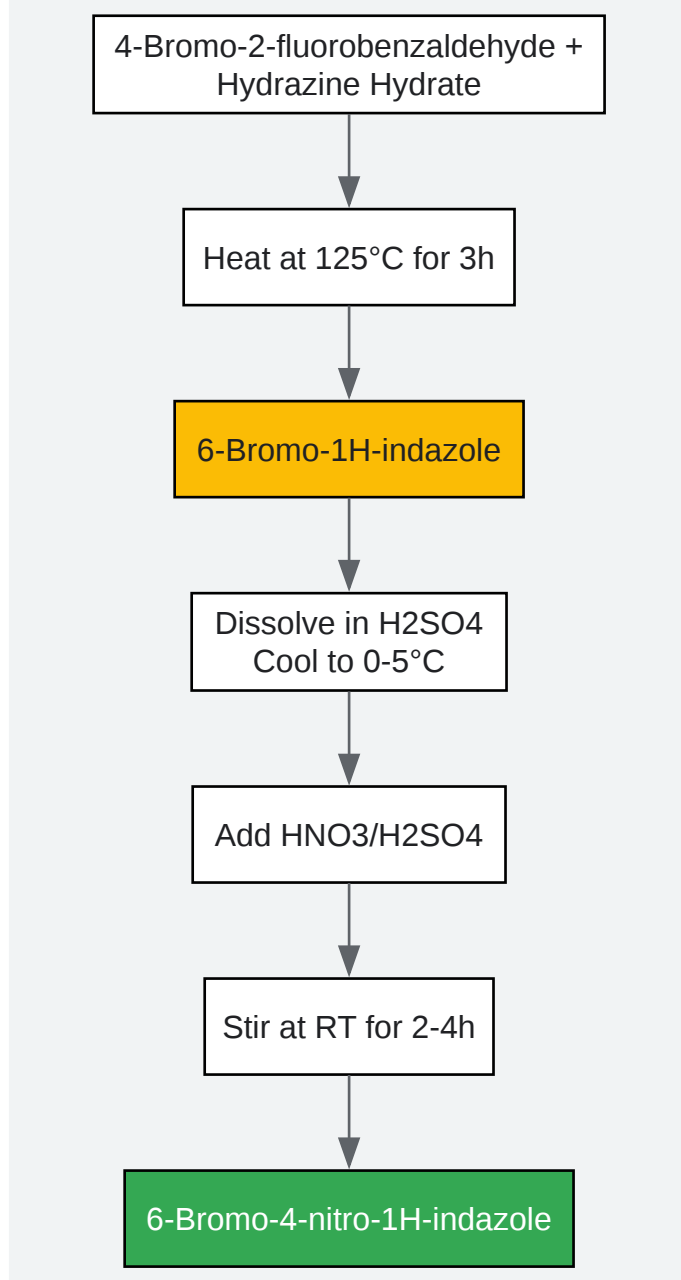 4-Bromo-2-fluorobenzaldehyde +
Hydrazine Hydrate
Heat at 125°C for 3h
6-Bromo-1H-indazole
Dissolve in H2SO4
Cool to 0-5°C
Add HNO3/H2SO4
Stir at RT for 2-4h
6-Bromo-4-nitro-1H-indazole